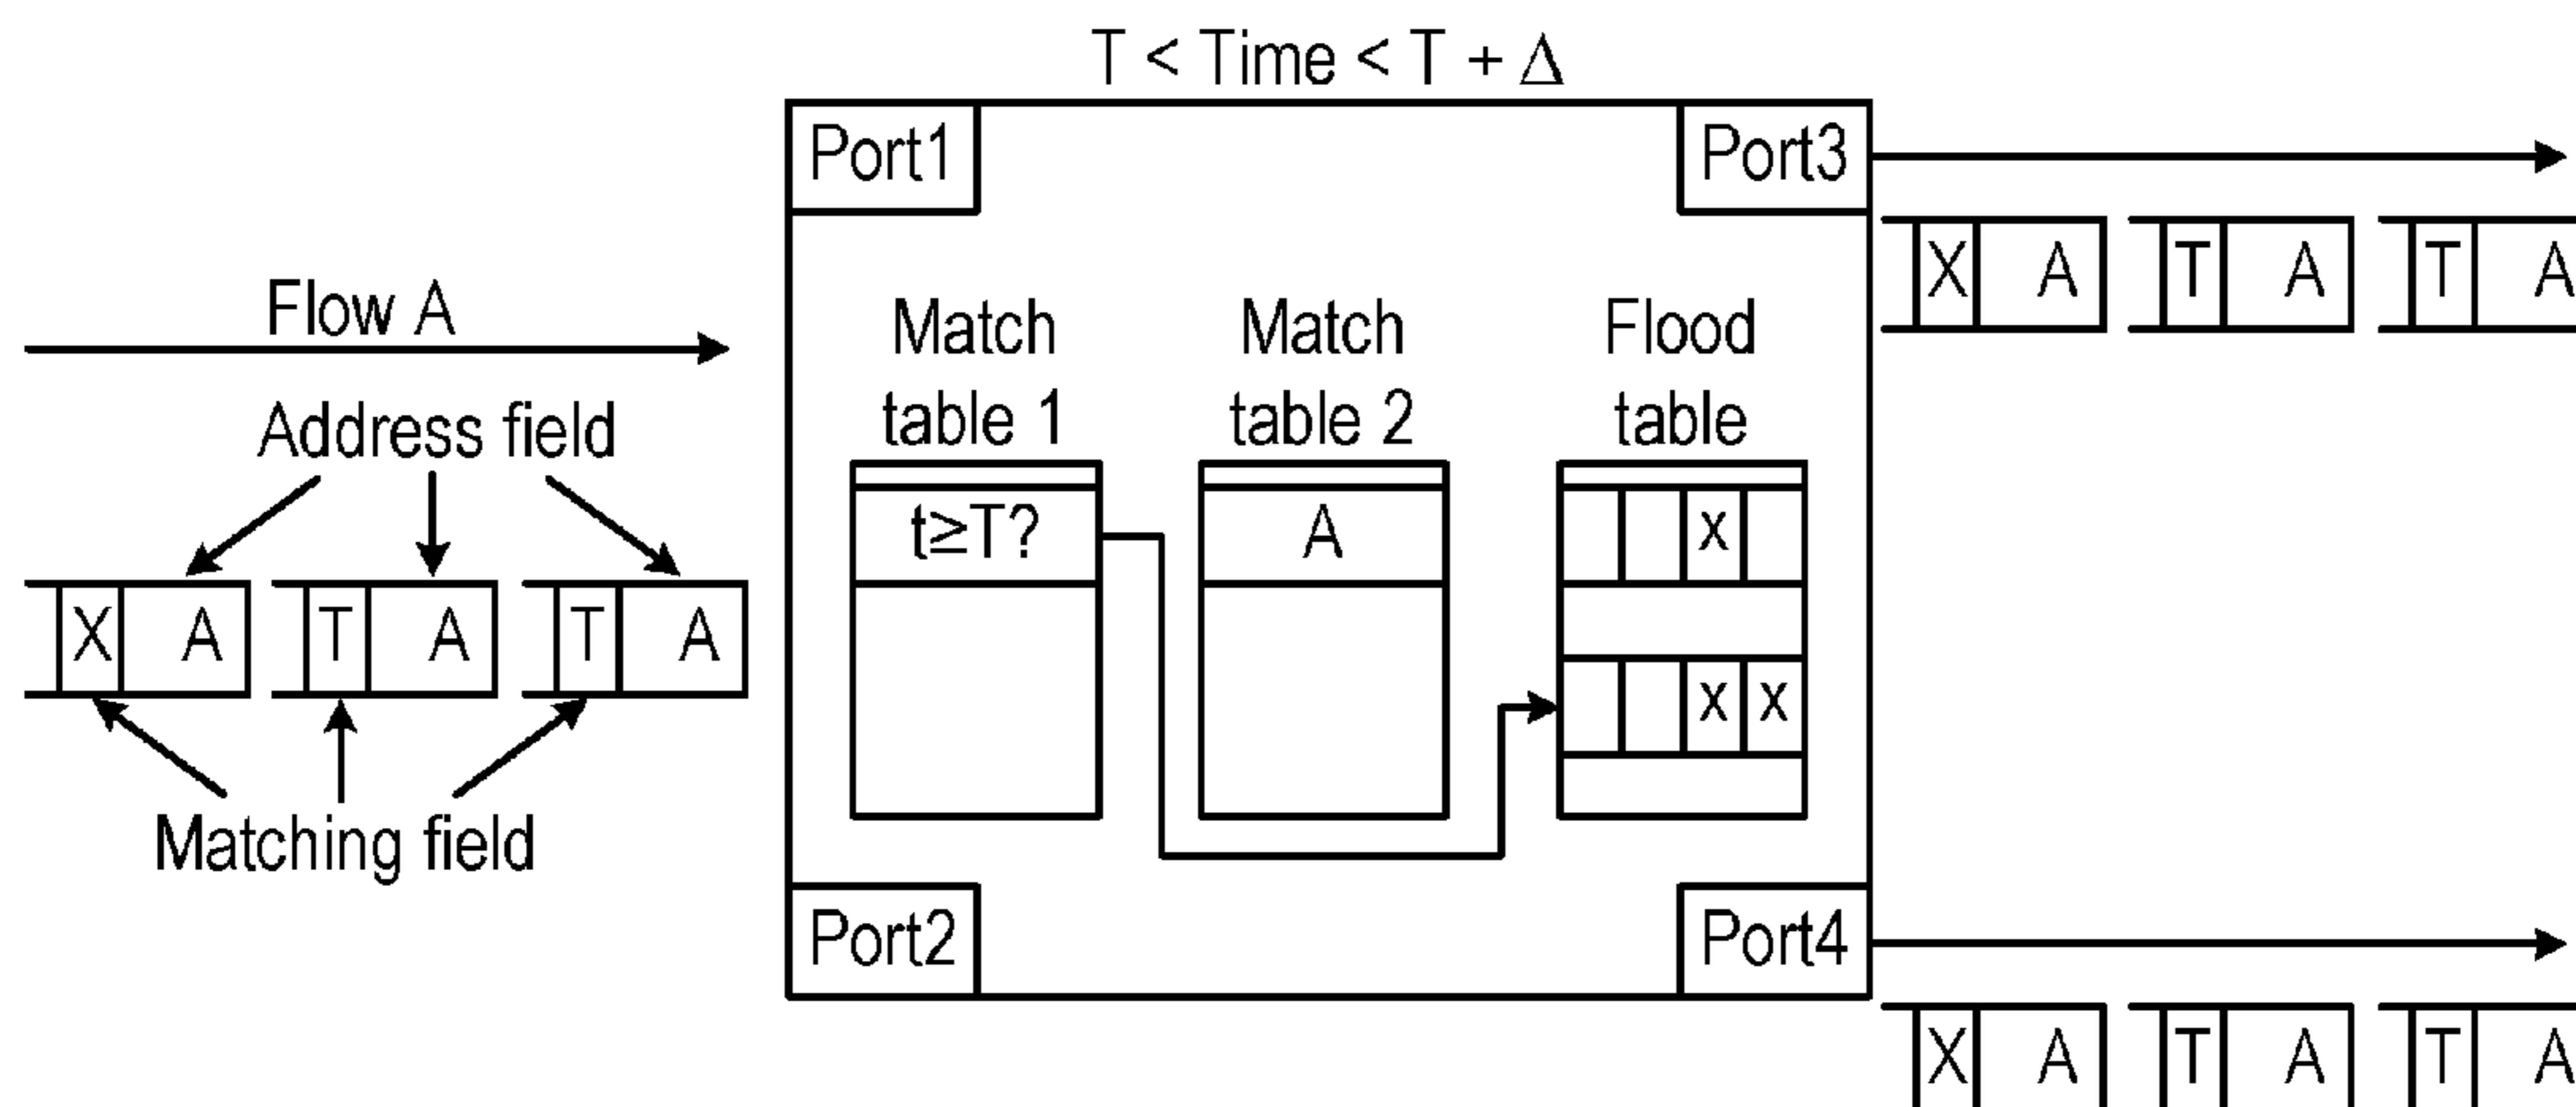 T < Time < T + Δ
Port1
Port3
X A T A T A
Flow A
Match table 1
Match table 2
Flood table
Address field
t≥T?
A
x
X A T A T A
x x
Matching field
Port2
Port4
X A T A T A